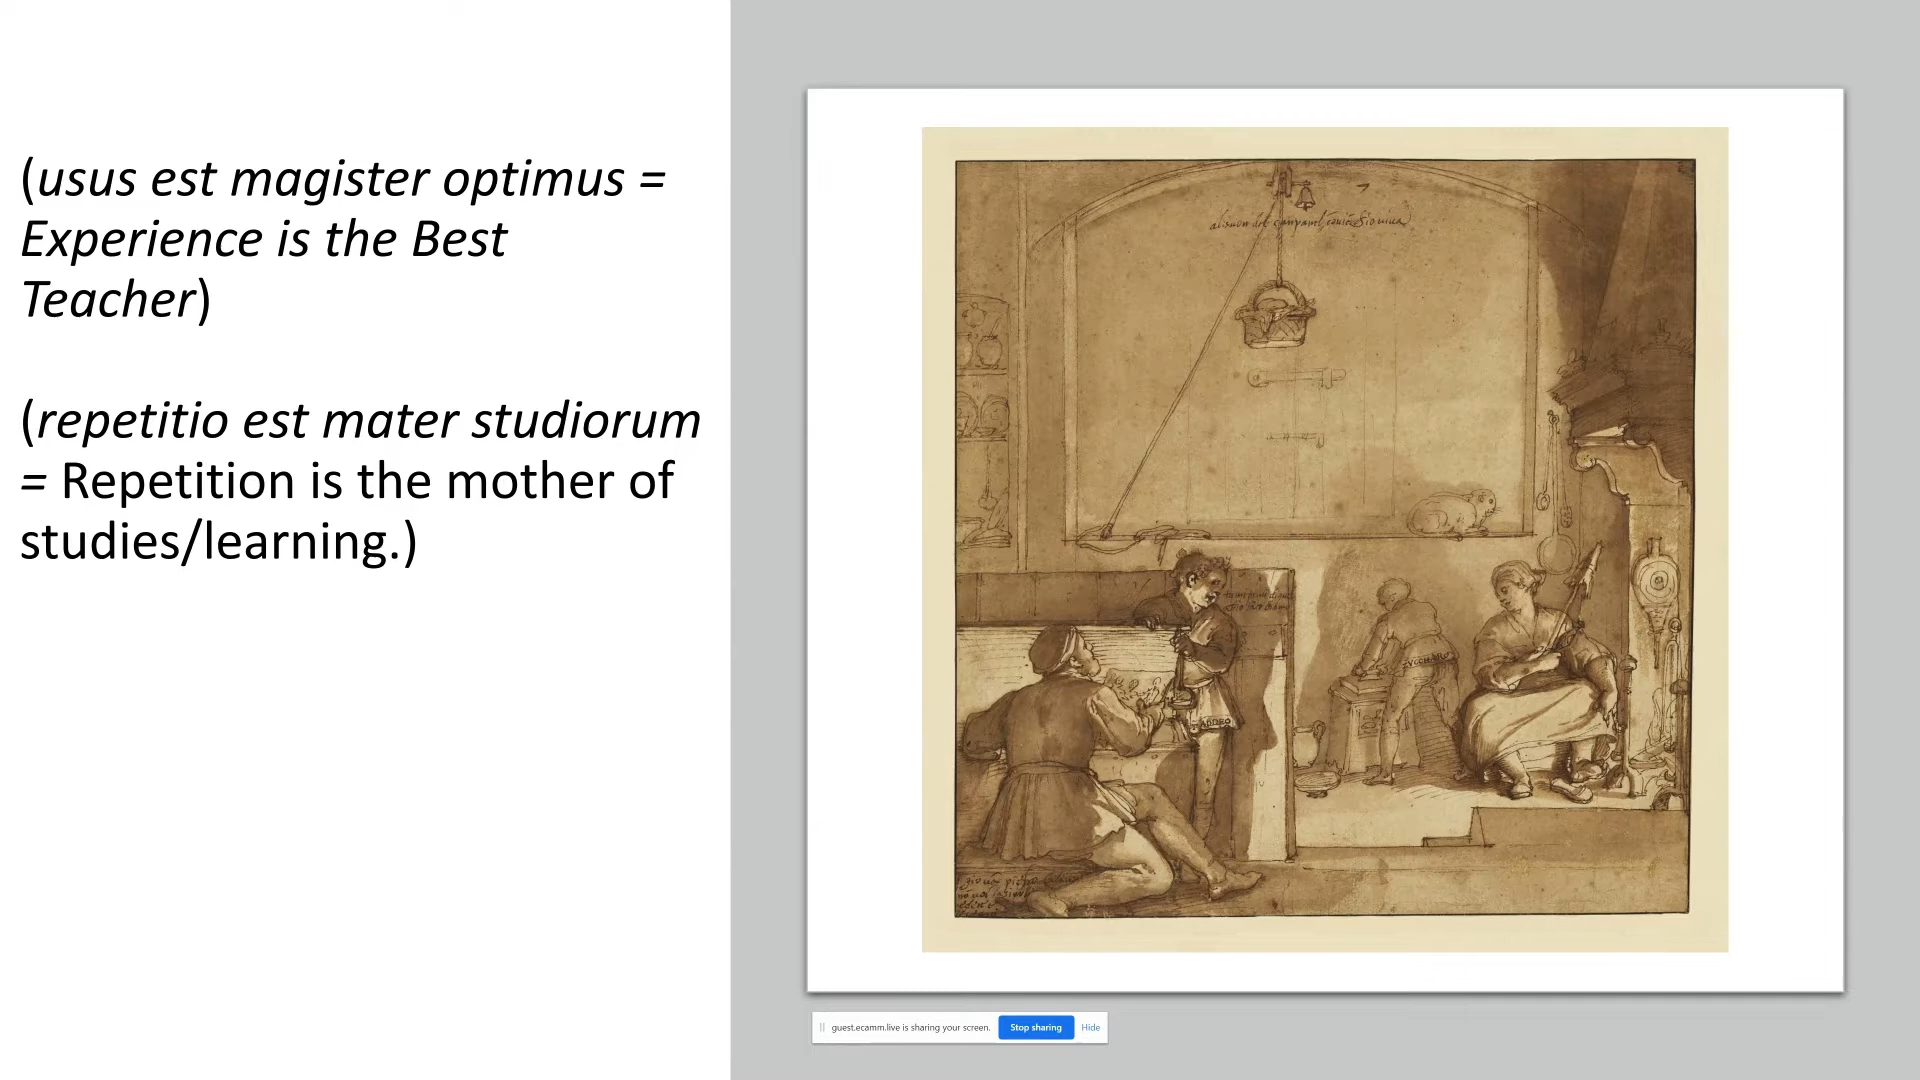 (usus est magister optimus =
Experience is the Best
Teacher)
(repetitio est mater studiorum
= Repetition is the mother of
studies/learning.)
ZVCCHARO
guest.ecamm.live is sharing your screen.
Stop sharing
Hide